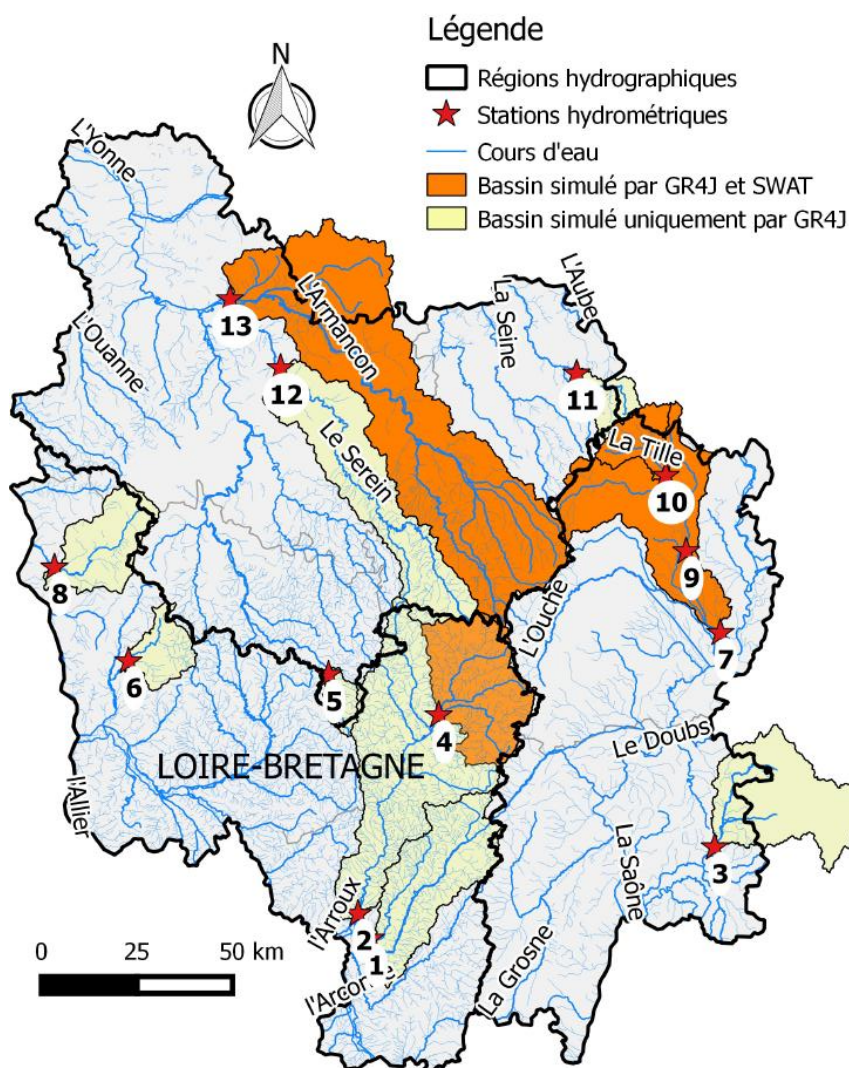 Légende
Régions hydrographiques
Stations hydrométriques
Cours d'eau
Bassin simulé par GR4J et SWAT
Bassin simulé uniquement par GR4J
N
L'Yonne
L'Armançon
L'Aube
La Seine
L'Ouanne
13
12
11
Le Serein
La Tille
10
9
8
L'Ouche
7
6
5
4
Le Doubs
LOIRE-BRETAGNE
l'Allier
La Saône
3
l'Arroux
2
1
La Grosne
0 25 50 km